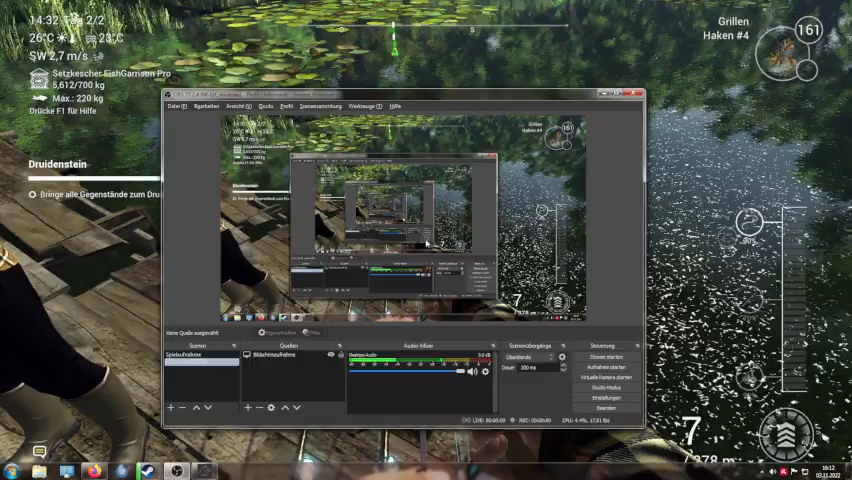 14:32 Tag 2/2
26°C 23°C
SW 2,7 m/s
Setzkescher FishGarrison Pro
5,612/700 kg
Max.: 220 kg
Drücke F1 für Hilfe
Druidenstein
Bringe alle Gegenstände zum Dru
Grillen
Haken #4
161
Datei (F) Bearbeiten Ansicht (V) Docks Profil Szenensammlung Werkzeuge (T) Hilfe
Keine Quelle ausgewählt
Eigenschaften Filter
Szenen Quellen Audio-Mixer Szenenübergänge Steuerung
Spielaufnahme
Bildschirmaufnahme
Desktop-Audio 0.0 dB
Überblende
Dauer 300 ms
Stream starten
Aufnahme starten
Virtuelle Kamera starten
Studio-Modus
Einstellungen
Beenden
LIVE: 00:00:00 REC: 00:00:00 CPU: 4.4%, 17.81 fps
7
16:12
03.11.2022